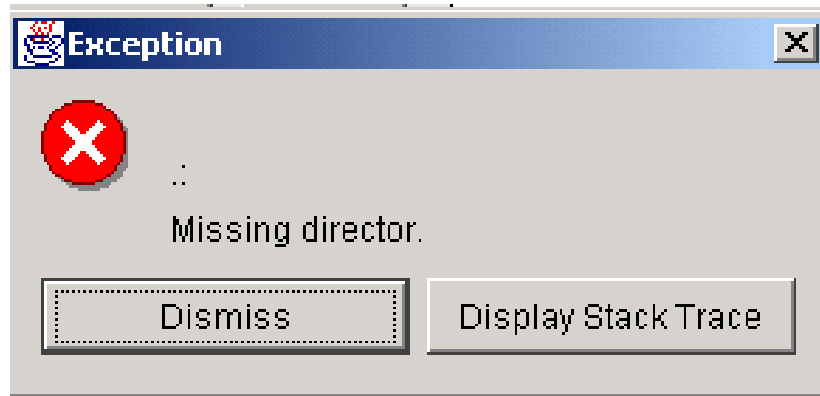 Exception
.:
Missing director.
Dismiss
Display Stack Trace